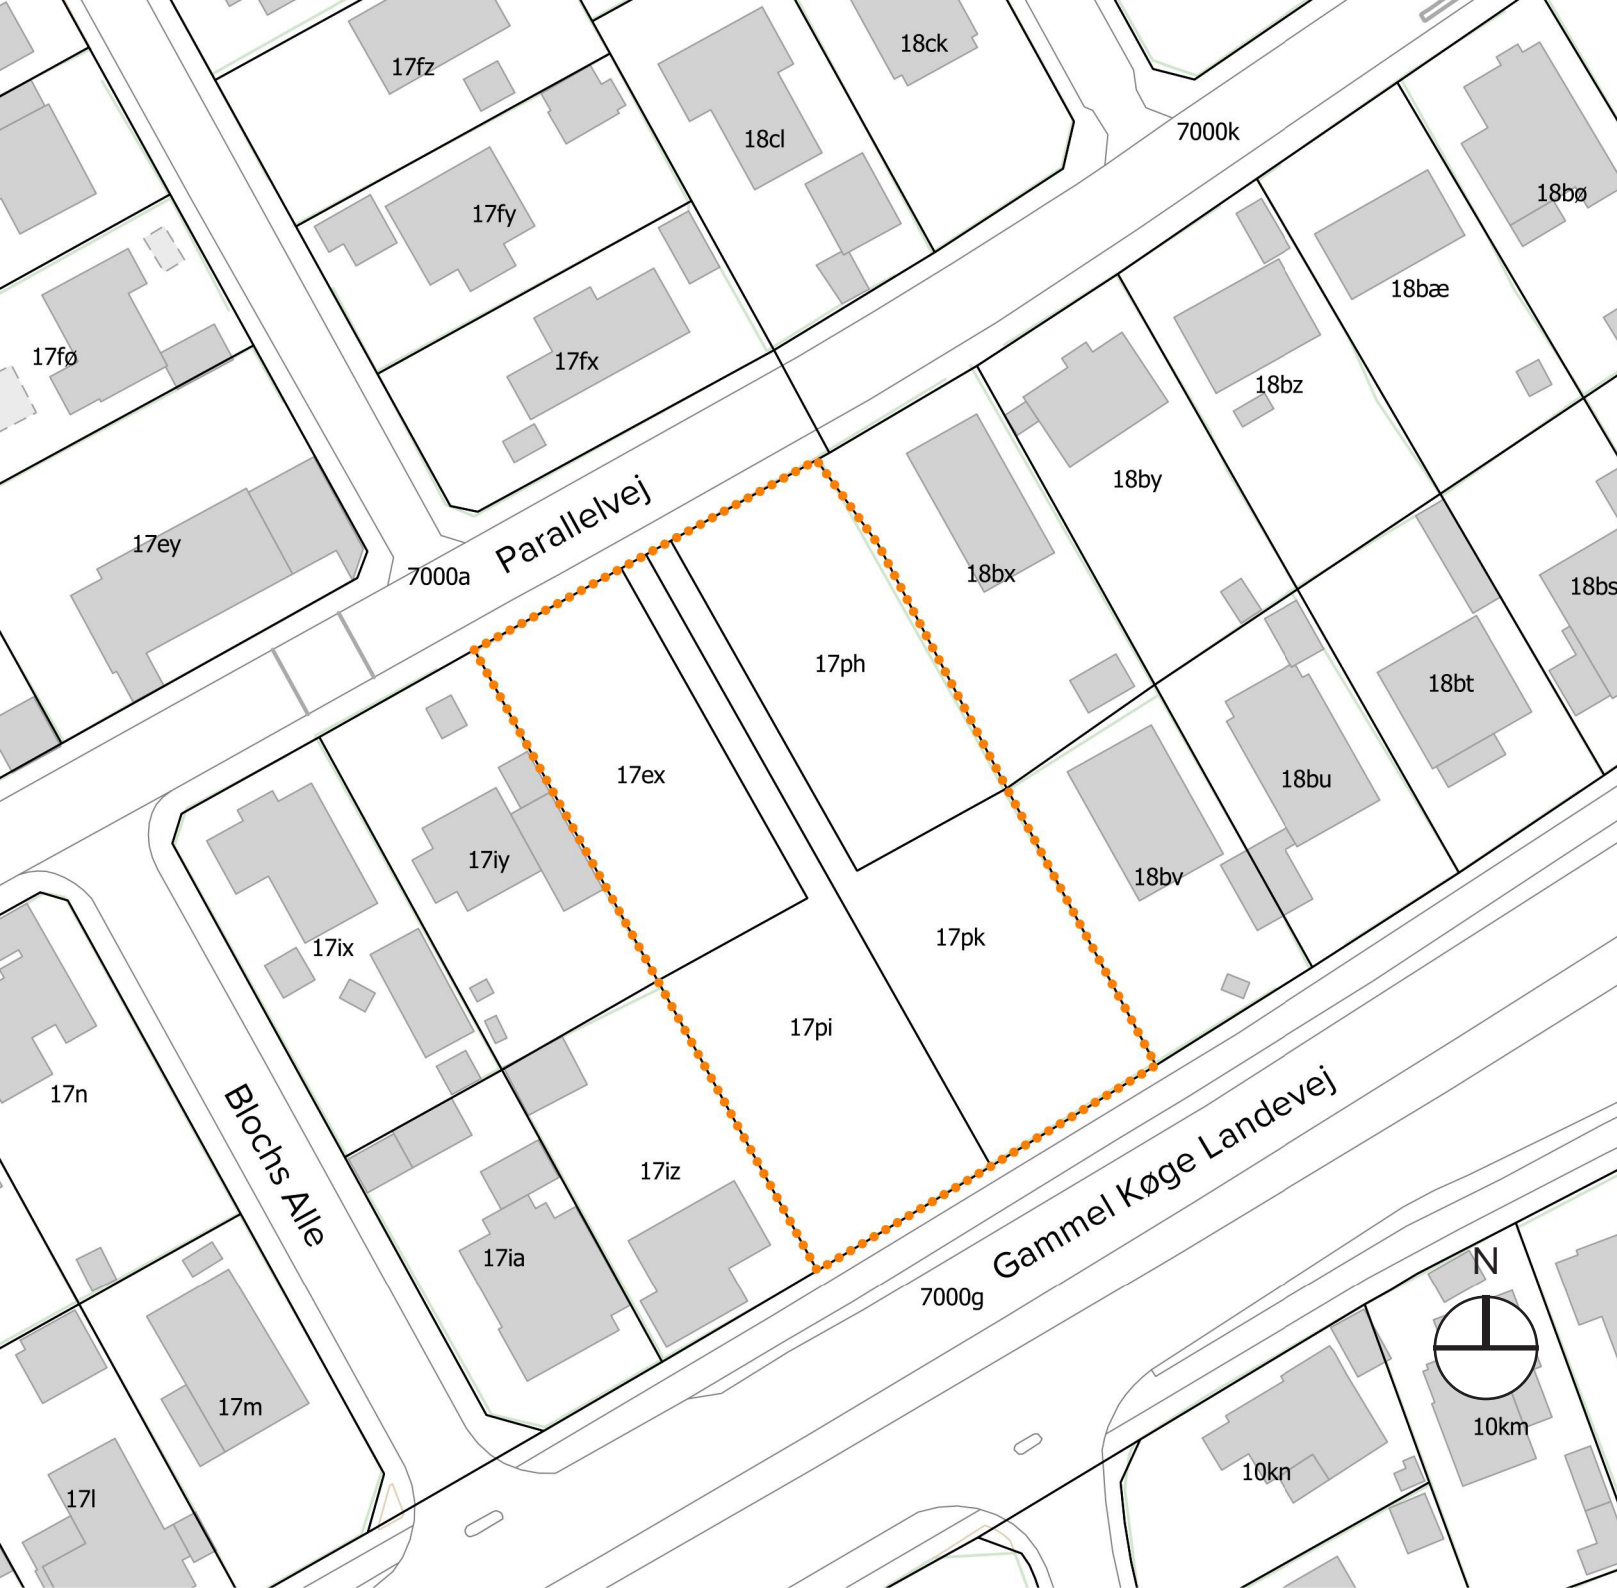 18ck
17fz
7000k
18cl
18bø
17fy
18bæ
17fø
17fx
18bz
18by
Parallelvej
17ey
7000a
18bx
18bs
17ph
18bt
17ex
18bu
17iy
18bv
17ix
17pk
17pi
17n
Blochs Alle
Gammel Køge Landevej
17iz
17ia
N
7000g
17m
10km
10kn
17l